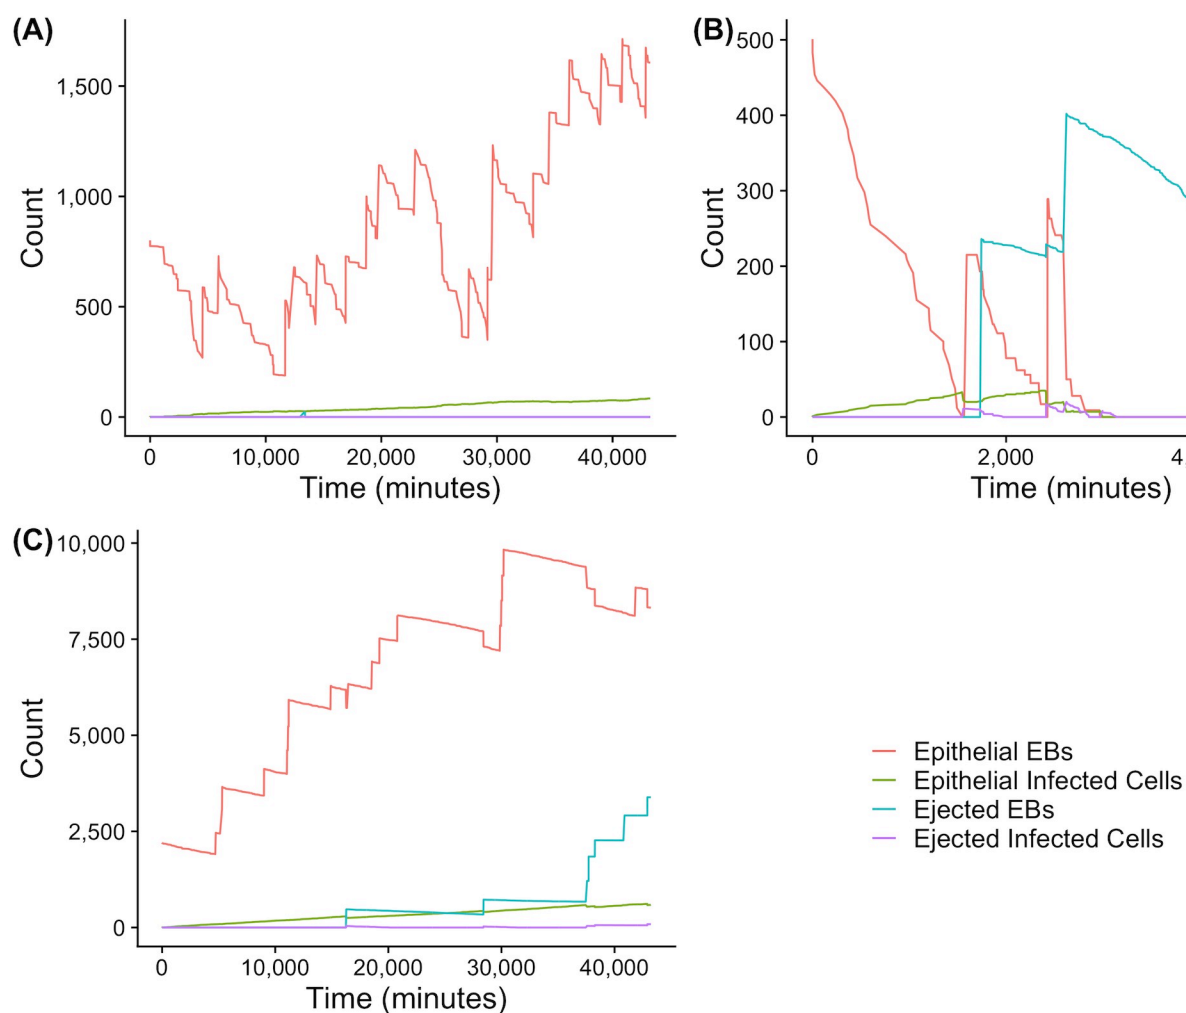 (A)
Count
1,500
1,000
500
0
0 10,000 20,000 30,000 40,000
Time (minutes)
(B)
Count
500
400
300
200
100
0
0 2,000
Time (minutes)
(C)
Count
10,000
7,500
5,000
2,500
0
0 10,000 20,000 30,000 40,000
Time (minutes)
Epithelial EBs
Epithelial Infected Cells
Ejected EBs
Ejected Infected Cells